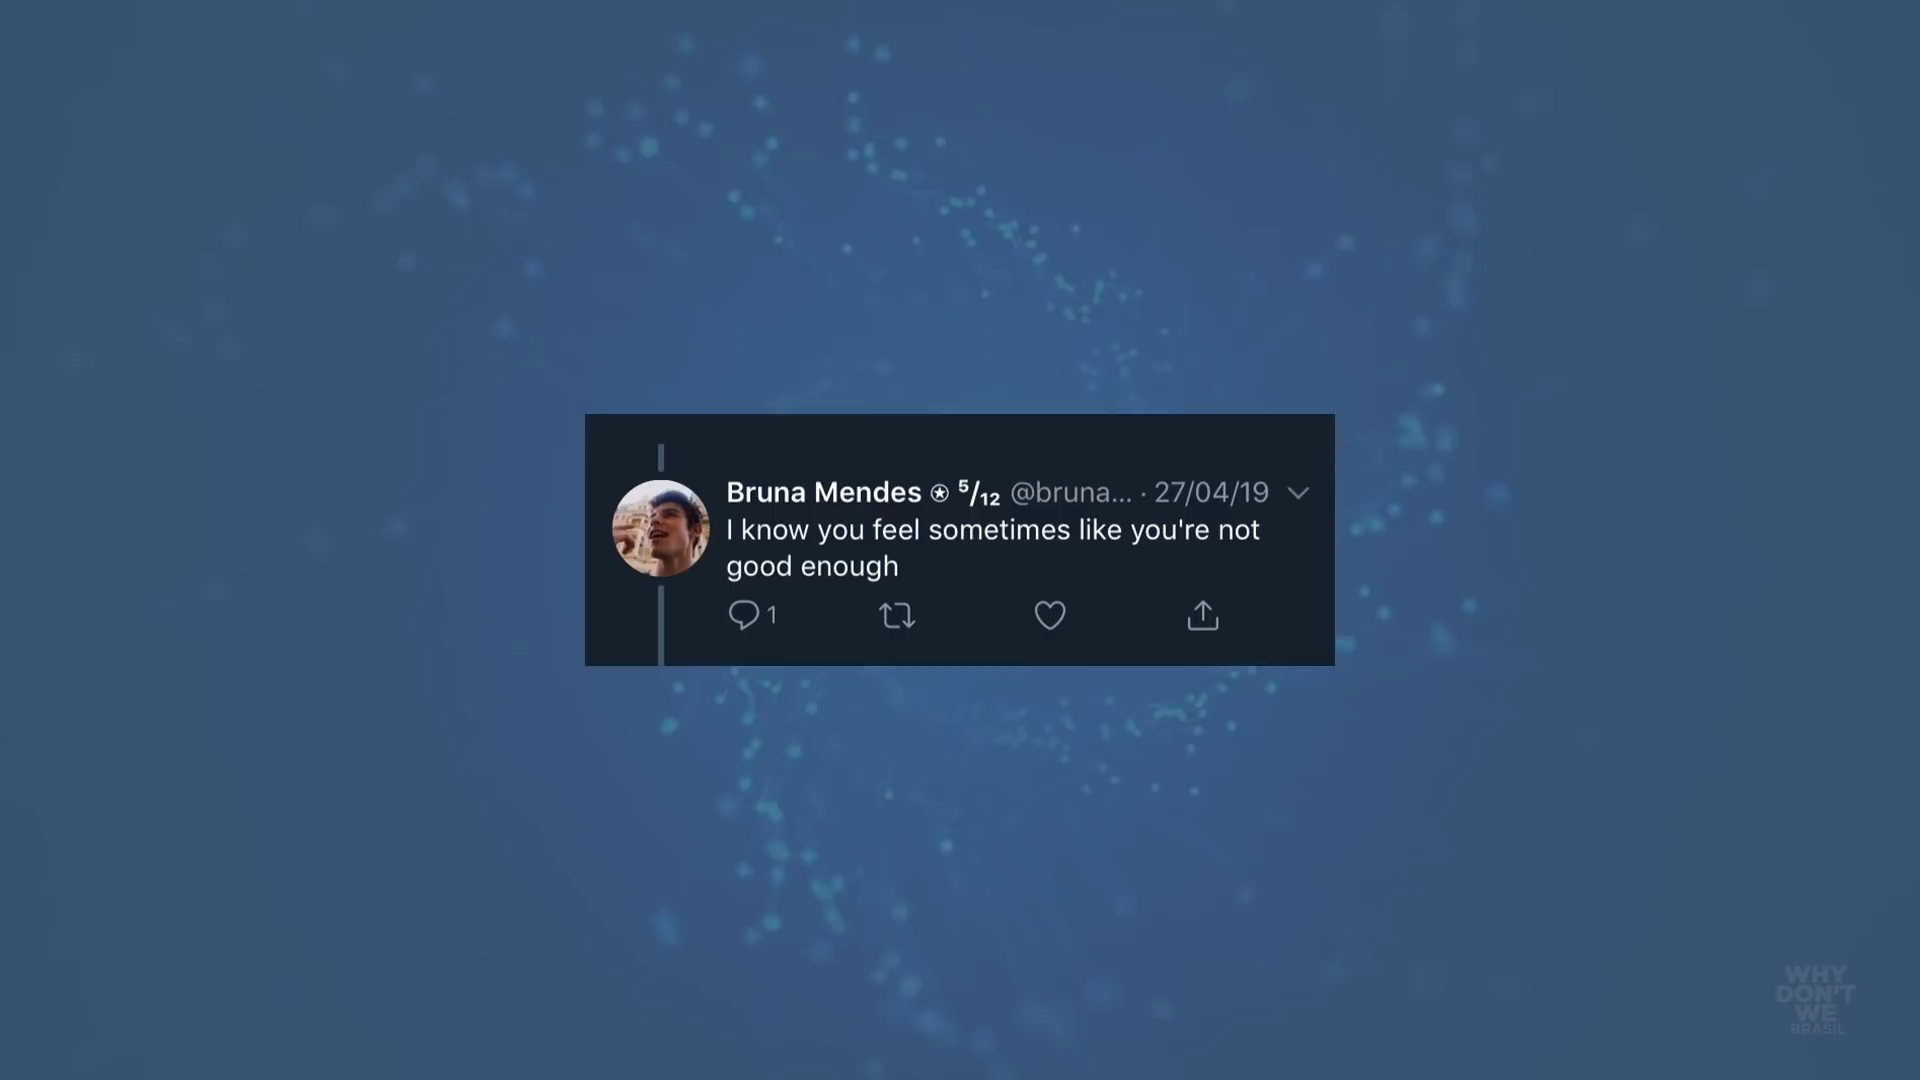 Bruna Mendes ✪ ⁵/₁₂ @bruna... · 27/04/19
I know you feel sometimes like you're not
good enough
1
WHY
DON'T
WE
BRASIL